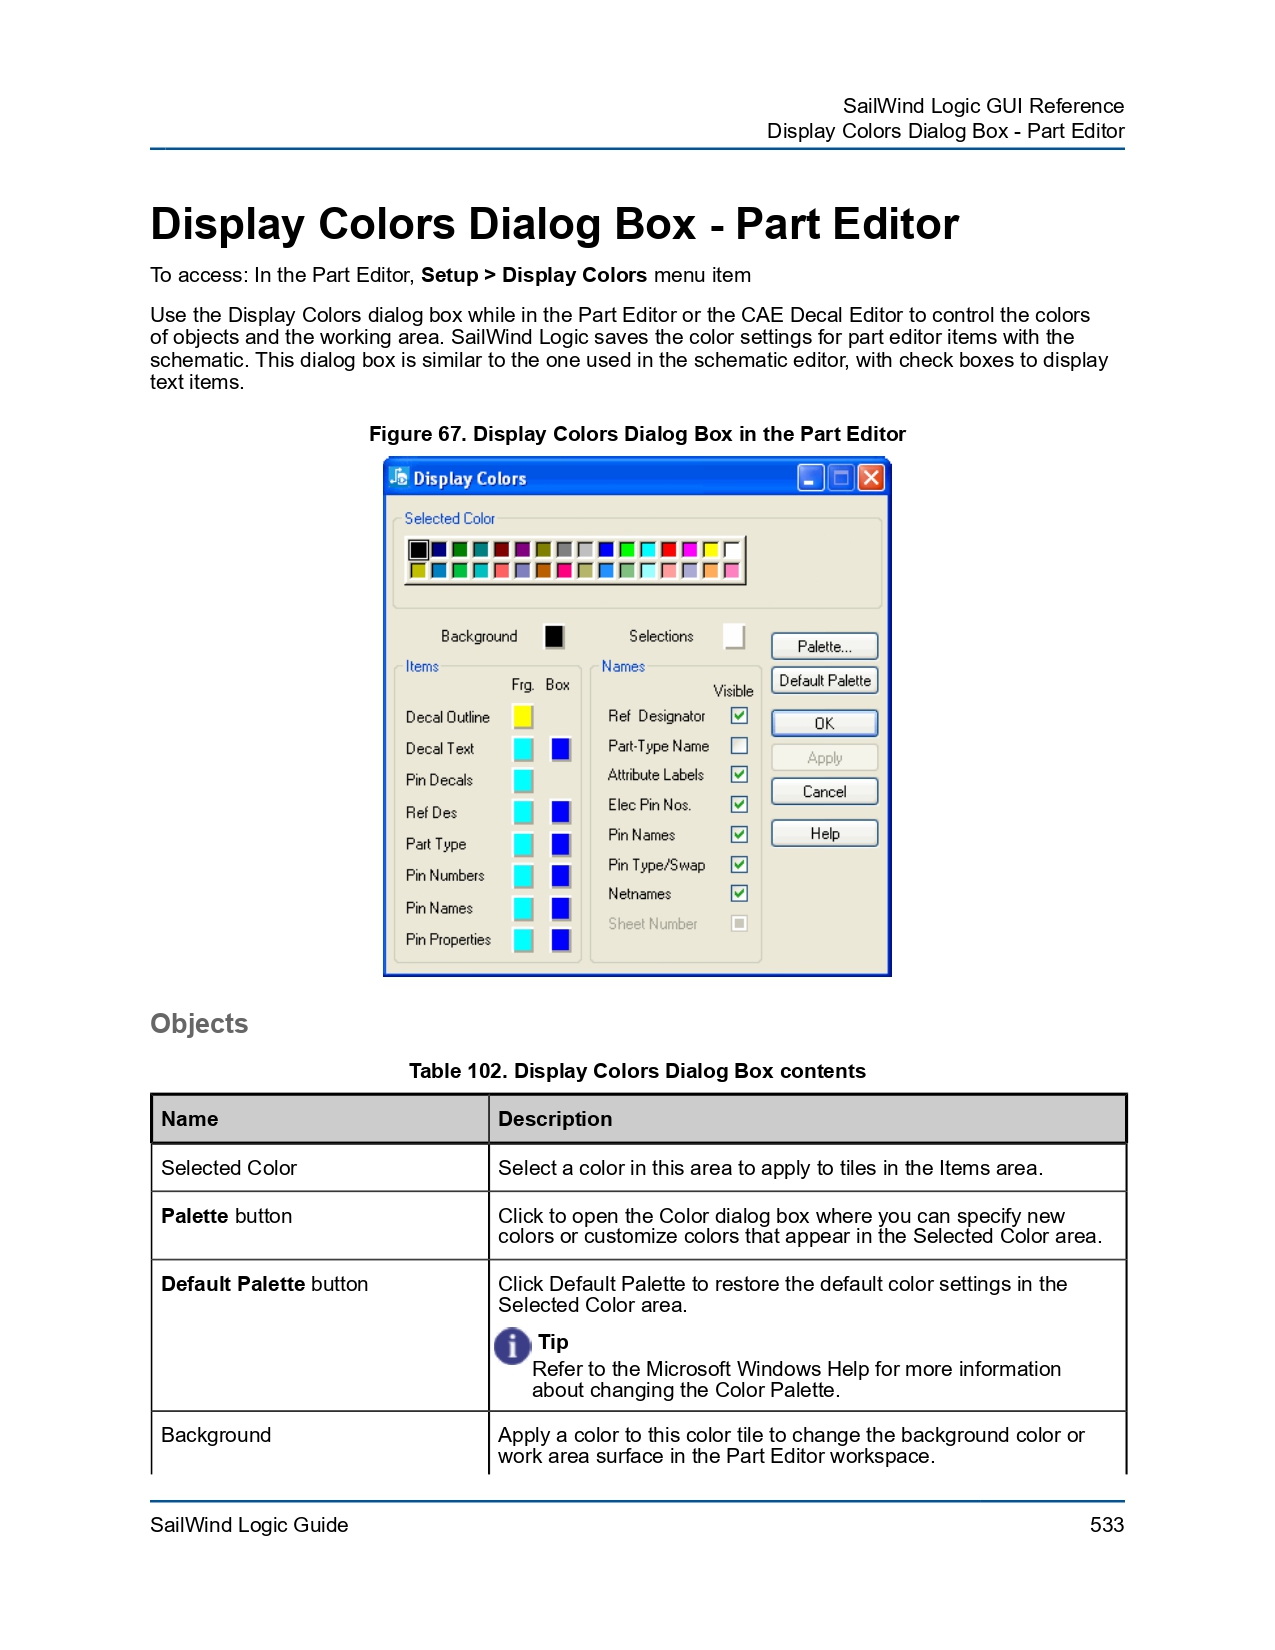 SailWind Logic GUI Reference
Display Colors Dialog Box - Part Editor
Display Colors Dialog Box - Part Editor
To access: In the Part Editor, Setup > Display Colors menu item
Use the Display Colors dialog box while in the Part Editor or the CAE Decal Editor to control the colors
of objects and the working area. SailWind Logic saves the color settings for part editor items with the
schematic. This dialog box is similar to the one used in the schematic editor, with check boxes to display
text items.
Figure 67. Display Colors Dialog Box in the Part Editor
Display Colors
Selected Color
Background
Selections
Palette...
Default Palette
OK
Apply
Cancel
Help
Items
Frg. Box
Decal Outline
Decal Text
Pin Decals
Ref Des
Part Type
Pin Numbers
Pin Names
Pin Properties
Names
Visible
Ref Designator
Part-Type Name
Attribute Labels
Elec Pin Nos.
Pin Names
Pin Type/Swap
Netnames
Sheet Number
Objects
Table 102. Display Colors Dialog Box contents
Name Description
Selected Color Select a color in this area to apply to tiles in the Items area.
Palette button Click to open the Color dialog box where you can specify new
colors or customize colors that appear in the Selected Color area.
Default Palette button Click Default Palette to restore the default color settings in the
Selected Color area.
Tip
Refer to the Microsoft Windows Help for more information
about changing the Color Palette.
Background Apply a color to this color tile to change the background color or
work area surface in the Part Editor workspace.
SailWind Logic Guide 533